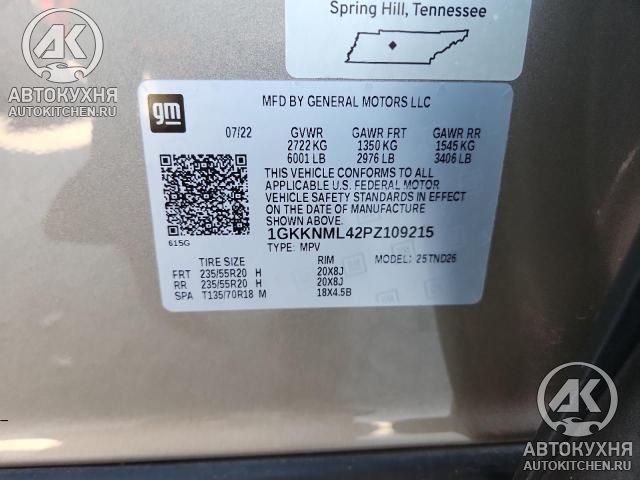 Spring Hill, Tennessee
AK
АВТОКУХНЯ
AUTOKITCHEN.RU
gm
MFD BY GENERAL MOTORS LLC
07/22 GVWR GAWR FRT GAWR RR
2722 KG 1350 KG 1545 KG
6001 LB 2976 LB 3406 LB
THIS VEHICLE CONFORMS TO ALL
APPLICABLE U.S. FEDERAL MOTOR
VEHICLE SAFETY STANDARDS IN EFFECT
ON THE DATE OF MANUFACTURE
SHOWN ABOVE.
615G
1GKKNML42PZ109215
TYPE: MPV MODEL: 25TND26
TIRE SIZE RIM
FRT 235/55R20 H 20X8J
RR 235/55R20 H 20X8J
SPA T135/70R18 M 18X4.5B
AK
АВТОКУХНЯ
AUTOKITCHEN.RU